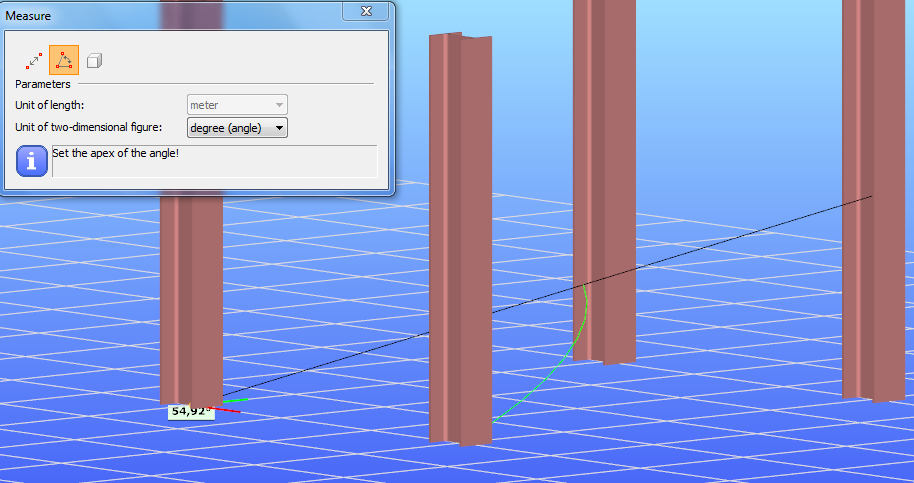 Measure
Parameters
Unit of length:
meter
Unit of two-dimensional figure:
degree (angle)
Set the apex of the angle!
54,92°